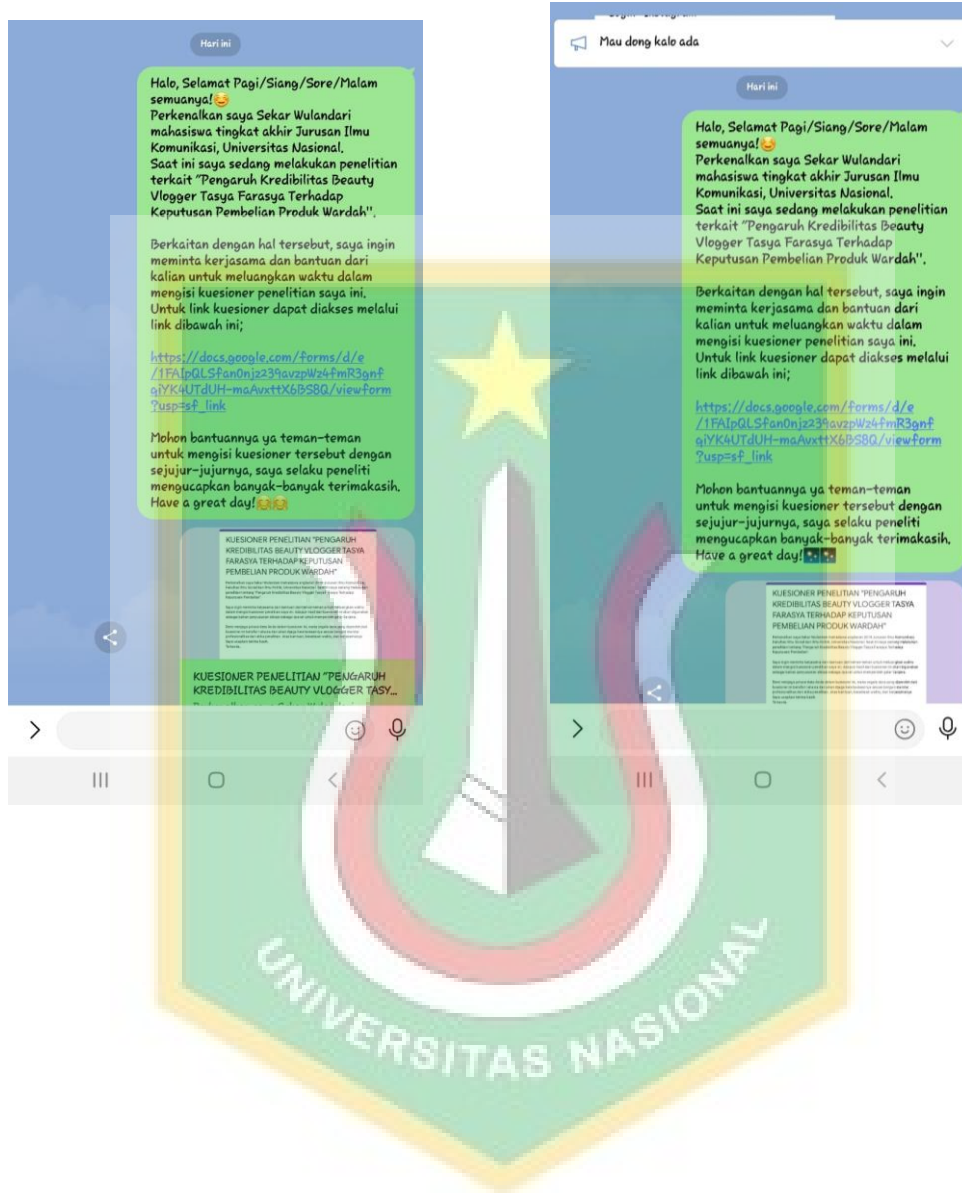 Hari ini
Halo, Selamat Pagi/Siang/Sore/Malam
semuanya!😊
Perkenalkan saya Sekar Wulandari
mahasiswa tingkat akhir Jurusan Ilmu
Komunikasi, Universitas Nasional.
Saat ini saya sedang melakukan penelitian
terkait "Pengaruh Kredibilitas Beauty
Vlogger Tasya Farasya Terhadap
Keputusan Pembelian Produk Wardah".
Berkaitan dengan hal tersebut, saya ingin
meminta kerjasama dan bantuan dari
kalian untuk meluangkan waktu dalam
mengisi kuesioner penelitian saya ini.
Untuk link kuesioner dapat diakses melalui
link dibawah ini;
https://docs.google.com/forms/d/e
/1FAIpQLSfan0njz239avzpWz4fmR3gnf
qiYK4UTdUH-maAvxttX6BS8Q/viewform
?usp=sf_link
Mohon bantuannya ya teman-teman
untuk mengisi kuesioner tersebut dengan
sejujur-jujurnya, saya selaku peneliti
mengucapkan banyak-banyak terimakasih.
Have a great day!😊😊
KUESIONER PENELITIAN "PENGARUH
KREDIBILITAS BEAUTY VLOGGER TASYA
FARASYA TERHADAP KEPUTUSAN
PEMBELIAN PRODUK WARDAH"
KUESIONER PENELITIAN "PENGARUH
KREDIBILITAS BEAUTY VLOGGER TASY...
Mau dong kalo ada
Hari ini
Halo, Selamat Pagi/Siang/Sore/Malam
semuanya!😊
Perkenalkan saya Sekar Wulandari
mahasiswa tingkat akhir Jurusan Ilmu
Komunikasi, Universitas Nasional.
Saat ini saya sedang melakukan penelitian
terkait "Pengaruh Kredibilitas Beauty
Vlogger Tasya Farasya Terhadap
Keputusan Pembelian Produk Wardah".
Berkaitan dengan hal tersebut, saya ingin
meminta kerjasama dan bantuan dari
kalian untuk meluangkan waktu dalam
mengisi kuesioner penelitian saya ini.
Untuk link kuesioner dapat diakses melalui
link dibawah ini;
https://docs.google.com/forms/d/e
/1FAIpQLSfan0njz239avzpWz4fmR3gnf
qiYK4UTdUH-maAvxttX6BS8Q/viewform
?usp=sf_link
Mohon bantuannya ya teman-teman
untuk mengisi kuesioner tersebut dengan
sejujur-jujurnya, saya selaku peneliti
mengucapkan banyak-banyak terimakasih.
Have a great day!
KUESIONER PENELITIAN "PENGARUH
KREDIBILITAS BEAUTY VLOGGER TASYA
FARASYA TERHADAP KEPUTUSAN
PEMBELIAN PRODUK WARDAH"
UNIVERSITAS NASIONAL